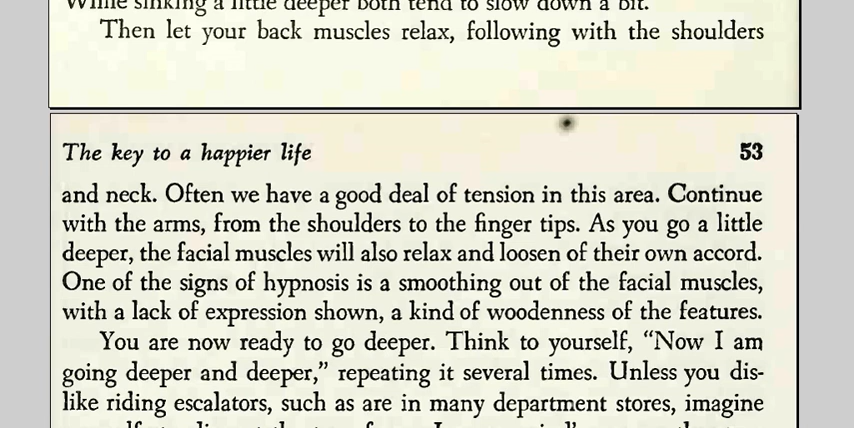 While sinking a little deeper both tend to slow down a bit.
Then let your back muscles relax, following with the shoulders
The key to a happier life 53
and neck. Often we have a good deal of tension in this area. Continue
with the arms, from the shoulders to the finger tips. As you go a little
deeper, the facial muscles will also relax and loosen of their own accord.
One of the signs of hypnosis is a smoothing out of the facial muscles,
with a lack of expression shown, a kind of woodenness of the features.
You are now ready to go deeper. Think to yourself, “Now I am
going deeper and deeper,” repeating it several times. Unless you dis-
like riding escalators, such as are in many department stores, imagine